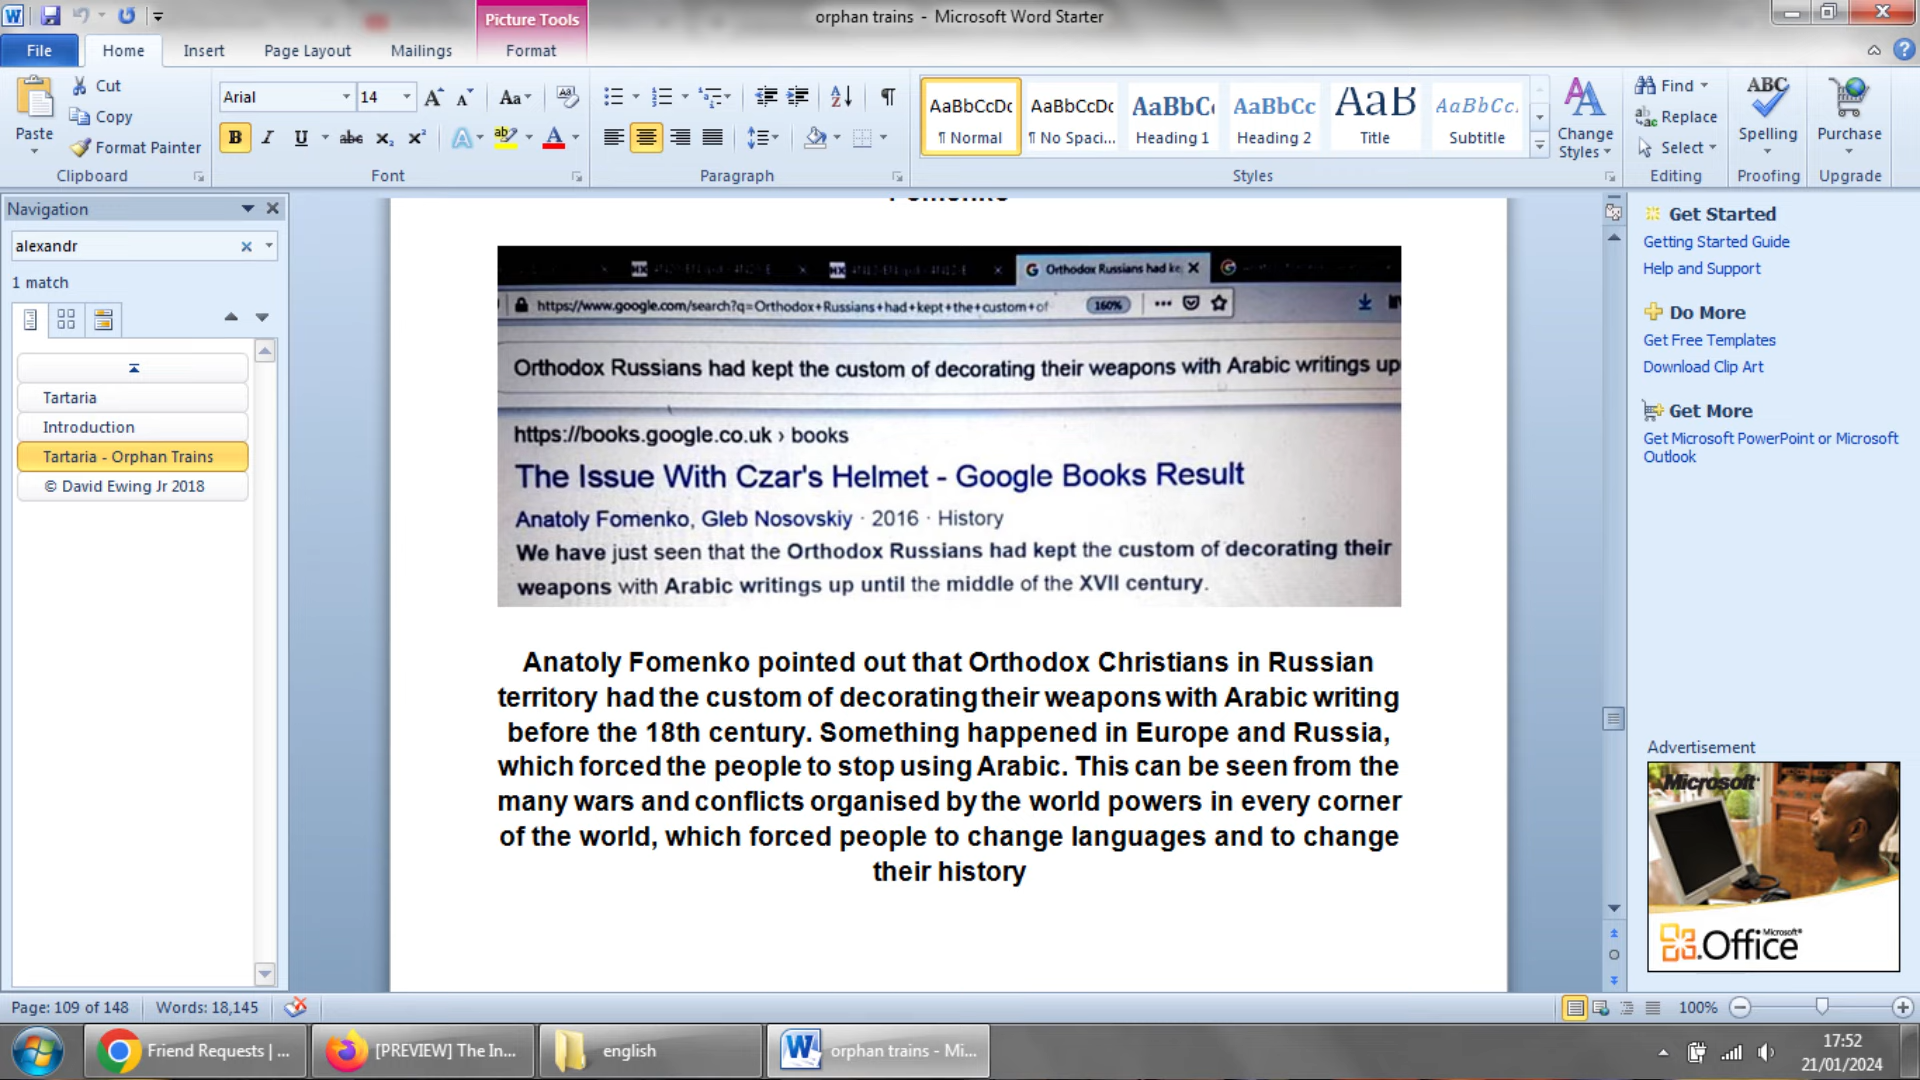 orphan trains - Microsoft Word Starter
Picture Tools
File Home Insert Page Layout Mailings Format
Paste
Cut
Copy
Format Painter
Clipboard
Arial 14
Font
Paragraph
AaBbCcDc AaBbCcDc AaBbC AaBbCc AaB AaBbCc.
¶ Normal ¶ No Spaci... Heading 1 Heading 2 Title Subtitle
Change Styles
Styles
Find
Replace
Select
Editing
ABC
Spelling
Proofing
Purchase
Upgrade
Navigation
alexandr
1 match
Tartaria
Introduction
Tartaria - Orphan Trains
© David Ewing Jr 2018
Orthodox Russians had ke
https://www.google.com/search?q=Orthodox+Russians+had+kept+the+custom+of 160%
Orthodox Russians had kept the custom of decorating their weapons with Arabic writings up
https://books.google.co.uk › books
The Issue With Czar's Helmet - Google Books Result
Anatoly Fomenko, Gleb Nosovskiy · 2016 · History
We have just seen that the Orthodox Russians had kept the custom of decorating their
weapons with Arabic writings up until the middle of the XVII century.
Anatoly Fomenko pointed out that Orthodox Christians in Russian
territory had the custom of decorating their weapons with Arabic writing
before the 18th century. Something happened in Europe and Russia,
which forced the people to stop using Arabic. This can be seen from the
many wars and conflicts organised by the world powers in every corner
of the world, which forced people to change languages and to change
their history
Get Started
Getting Started Guide
Help and Support
Do More
Get Free Templates
Download Clip Art
Get More
Get Microsoft PowerPoint or Microsoft
Outlook
Advertisement
Microsoft
Microsoft
Office
Page: 109 of 148 Words: 18,145
100%
Friend Requests | ...
[PREVIEW] The In...
english
orphan trains - Mi...
17:52
21/01/2024